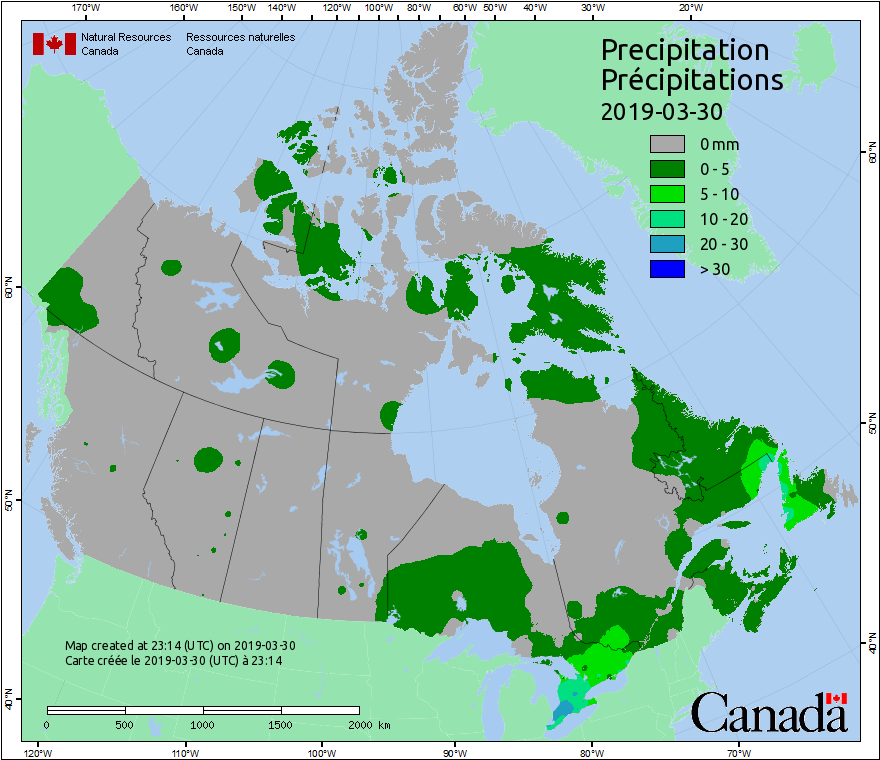 170°W 160°W 150°W 140°W 120°W 100°W 80°W 60°W 50°W 40°W 30°W 20°W
Natural Resources Ressources naturelles
Canada Canada
Precipitation
Précipitations
2019-03-30
0 mm
0 - 5
5 - 10
10 - 20
20 - 30
> 30
60°N
60°N
50°N
50°N
40°N
40°N
Map created at 23:14 (UTC) on 2019-03-30
Carte créée le 2019-03-30 (UTC) à 23:14
0 500 1000 1500 2000 km
Canada
120°W 110°W 100°W 90°W 80°W 70°W